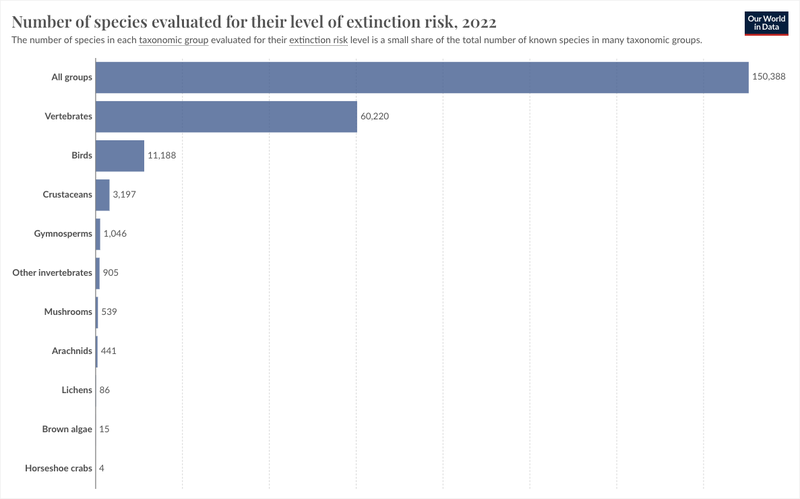 Number of species evaluated for their level of extinction risk, 2022
Our World
in Data
The number of species in each taxonomic group evaluated for their extinction risk level is a small share of the total number of known species in many taxonomic groups.
All groups 150,388
Vertebrates 60,220
Birds 11,188
Crustaceans 3,197
Gymnosperms 1,046
Other invertebrates 905
Mushrooms 539
Arachnids 441
Lichens 86
Brown algae 15
Horseshoe crabs 4